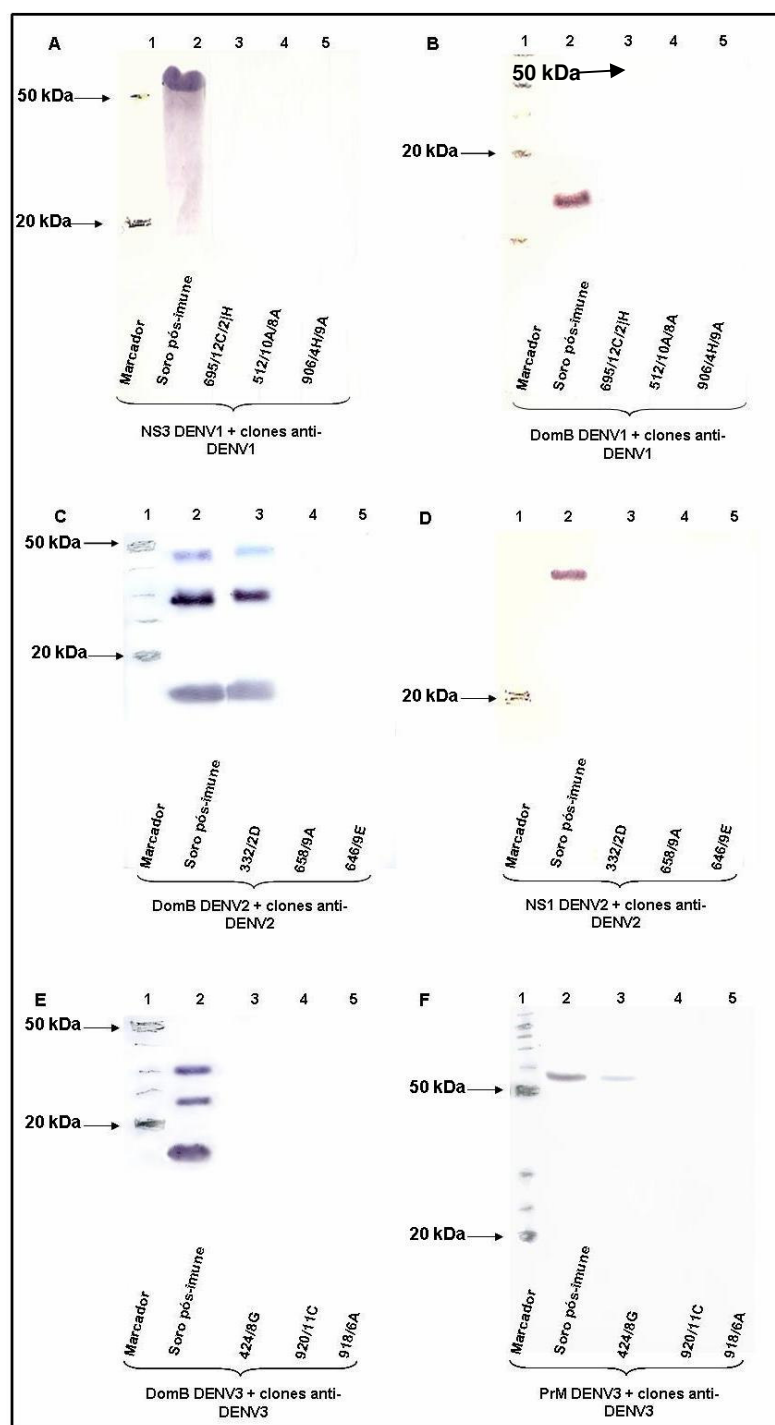 A
1 2 3 4 5
50 kDa
20 kDa
Marcador
Soro pós-imune
695/12C/2|H
512/10A/8A
906/4H/9A
NS3 DENV1 + clones anti-
DENV1
B
1 2 3 4 5
50 kDa
20 kDa
Marcador
Soro pós-imune
695/12C/2|H
512/10A/8A
906/4H/9A
DomB DENV1 + clones anti-
DENV1
C
1 2 3 4 5
50 kDa
20 kDa
Marcador
Soro pós-imune
332/2D
658/9A
646/9E
DomB DENV2 + clones anti-
DENV2
D
1 2 3 4 5
20 kDa
Marcador
Soro pós-imune
332/2D
658/9A
646/9E
NS1 DENV2 + clones anti-
DENV2
E
1 2 3 4 5
50 kDa
20 kDa
Marcador
Soro pós-imune
424/8G
920/11C
918/6A
DomB DENV3 + clones anti-
DENV3
F
1 2 3 4 5
50 kDa
20 kDa
Marcador
Soro pós-imune
424/8G
920/11C
918/6A
PrM DENV3 + clones anti-
DENV3